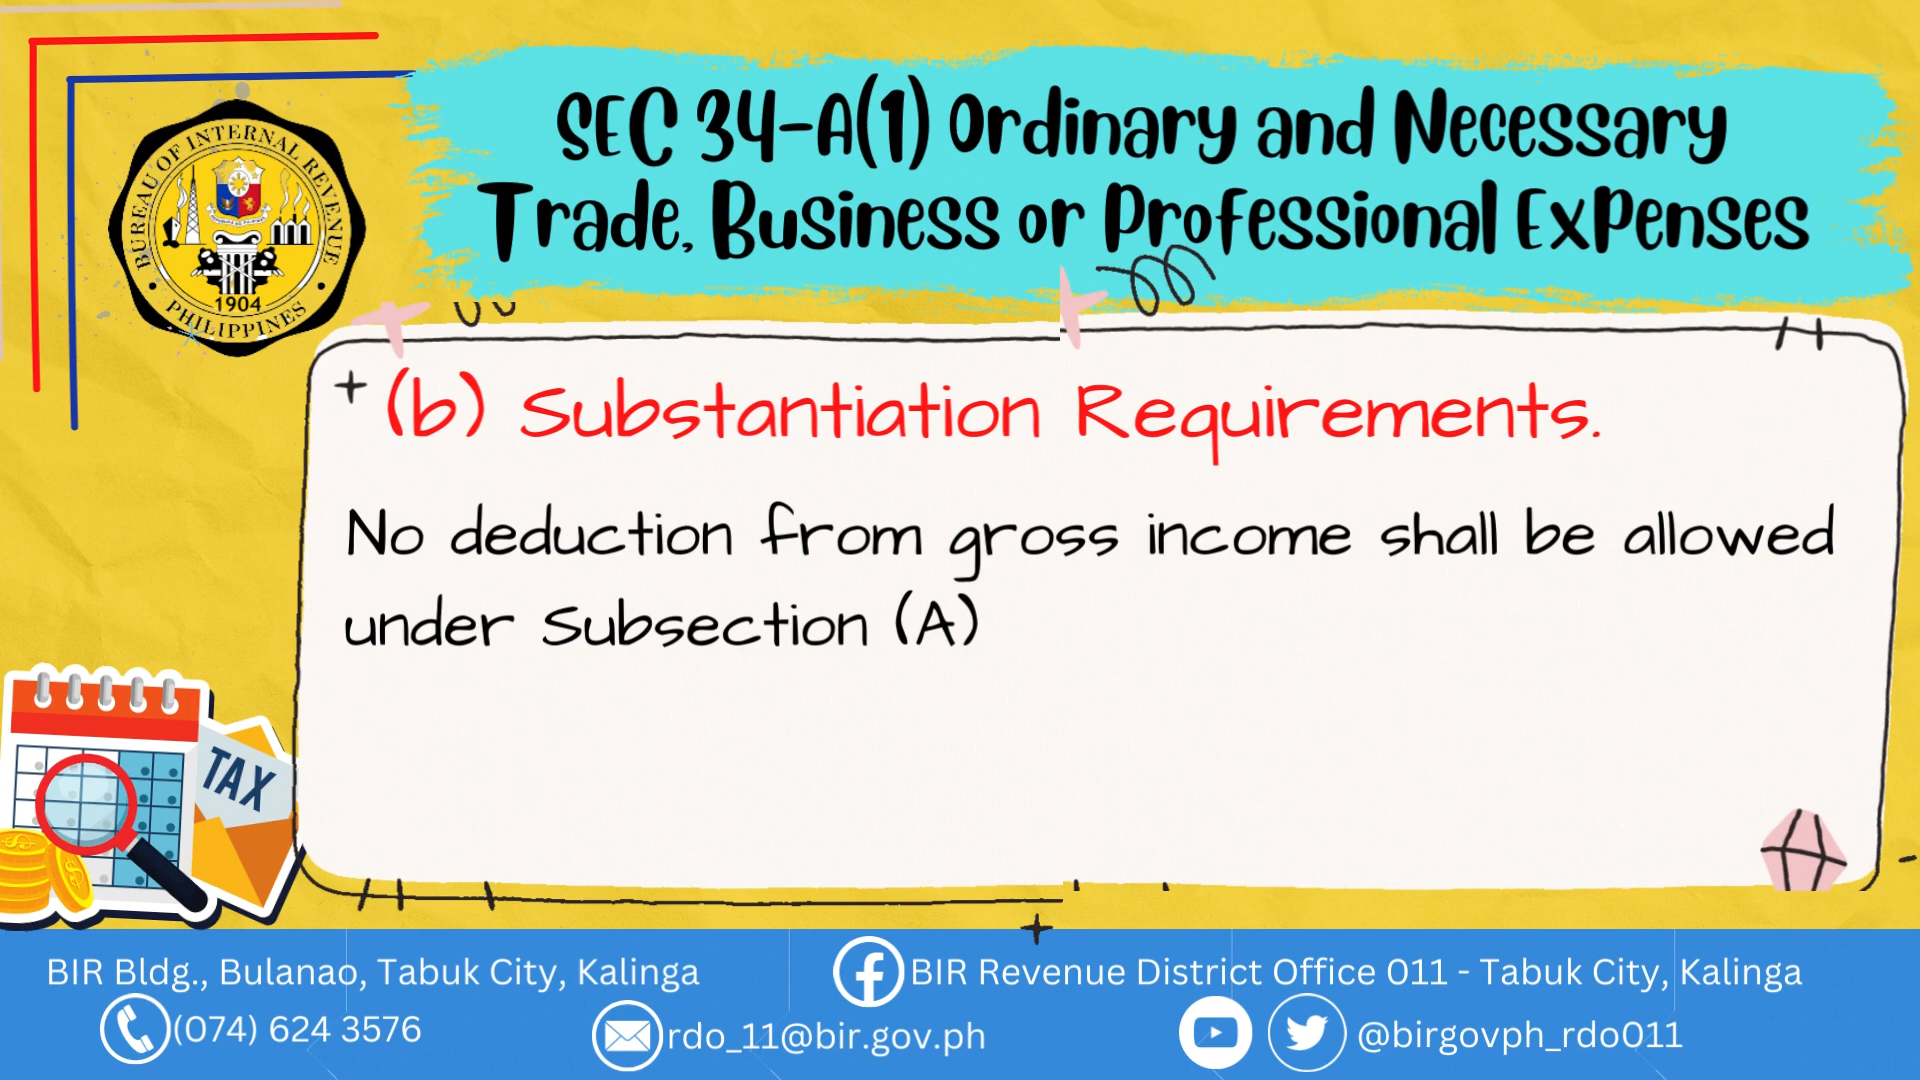 SEC 34-A(1) Ordinary and Necessary
Trade, Business or Professional Expenses
BUREAU OF INTERNAL REVENUE
1904
PHILIPPINES
(b) Substantiation Requirements.
No deduction from gross income shall be allowed
under Subsection (A)
TAX
BIR Bldg., Bulanao, Tabuk City, Kalinga
BIR Revenue District Office 011 - Tabuk City, Kalinga
(074) 624 3576
rdo_11@bir.gov.ph
@birgovph_rdo011